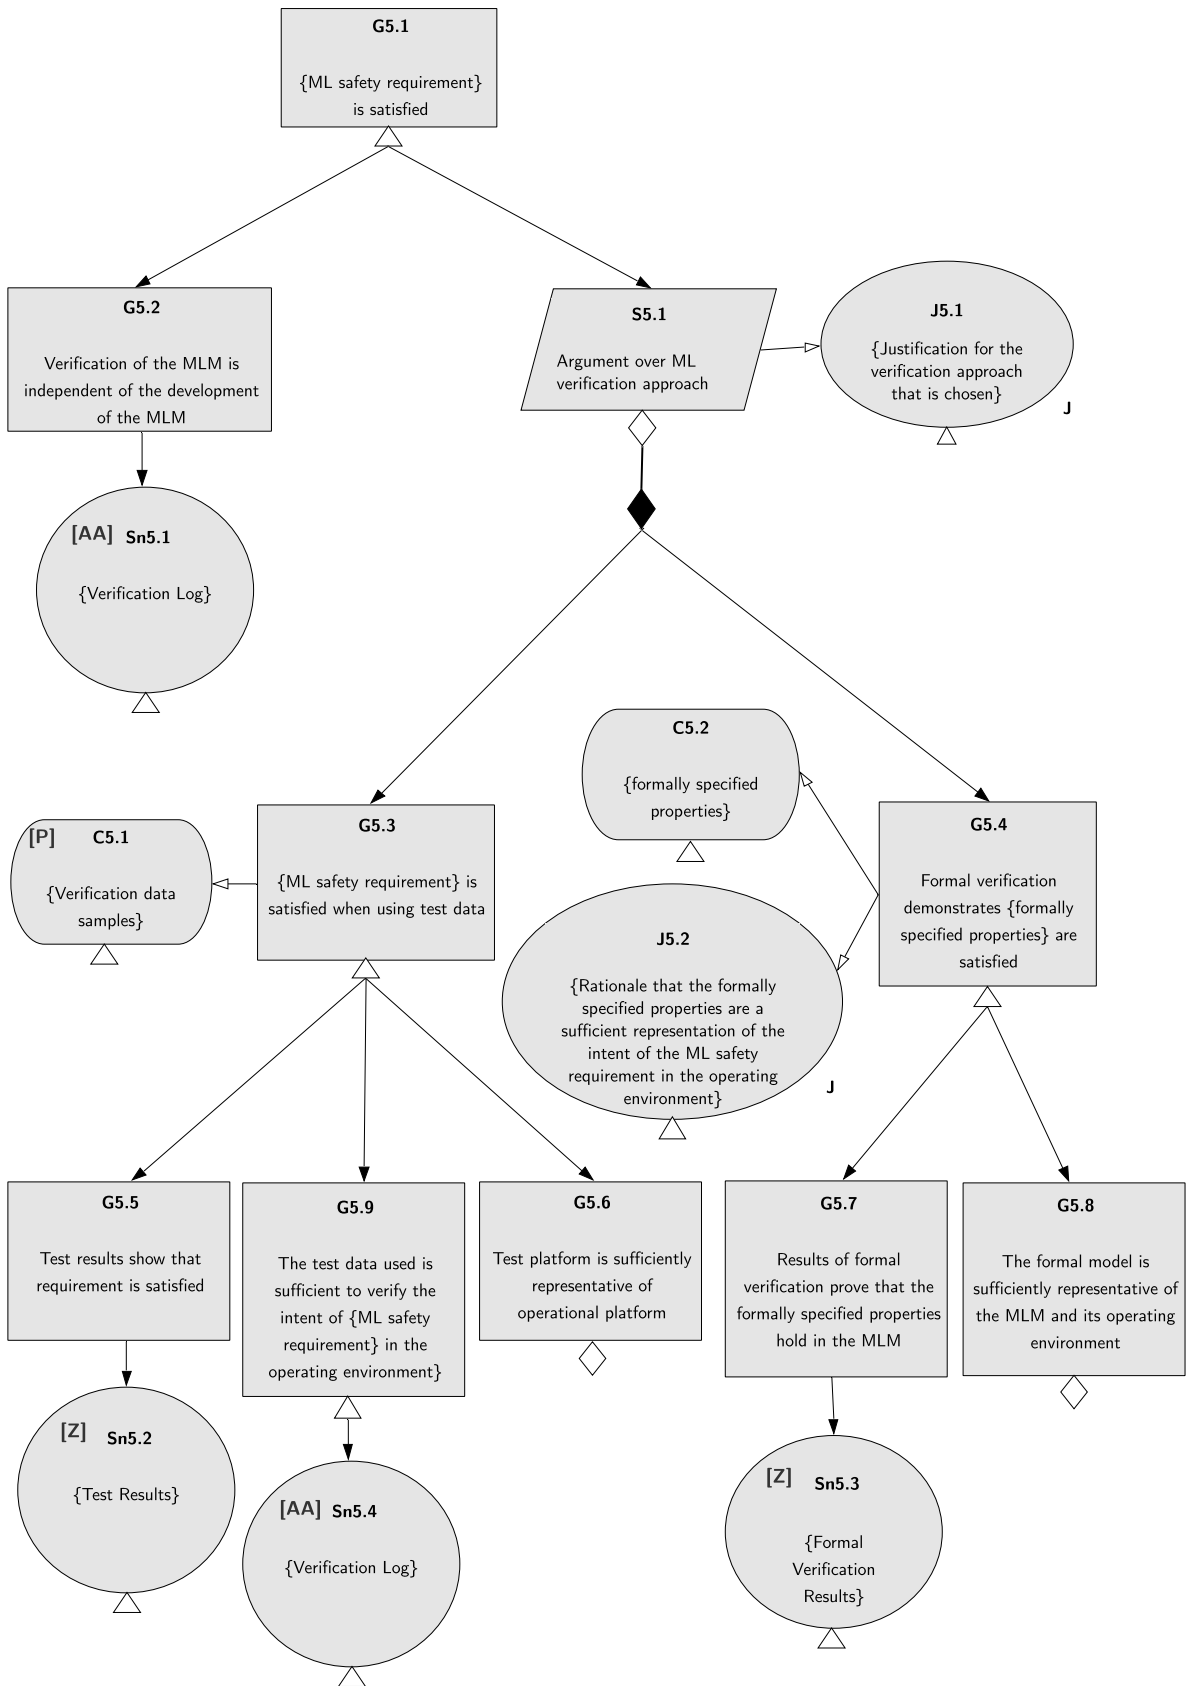 G5.1
{ML safety requirement}
is satisfied
G5.2
Verification of the MLM is
independent of the development
of the MLM
S5.1
Argument over ML
verification approach
J5.1
{Justification for the
verification approach
that is chosen}
J
[AA] Sn5.1
{Verification Log}
C5.2
{formally specified
properties}
[P] C5.1
{Verification data
samples}
G5.3
{ML safety requirement} is
satisfied when using test data
G5.4
Formal verification
demonstrates {formally
specified properties} are
satisfied
J5.2
{Rationale that the formally
specified properties are a
sufficient representation of the
intent of the ML safety
requirement in the operating
environment}
J
G5.5
Test results show that
requirement is satisfied
G5.9
The test data used is
sufficient to verify the
intent of {ML safety
requirement} in the
operating environment}
G5.6
Test platform is sufficiently
representative of
operational platform
G5.7
Results of formal
verification prove that the
formally specified properties
hold in the MLM
G5.8
The formal model is
sufficiently representative of
the MLM and its operating
environment
[Z] Sn5.2
{Test Results}
[AA] Sn5.4
{Verification Log}
[Z] Sn5.3
{Formal
Verification
Results}